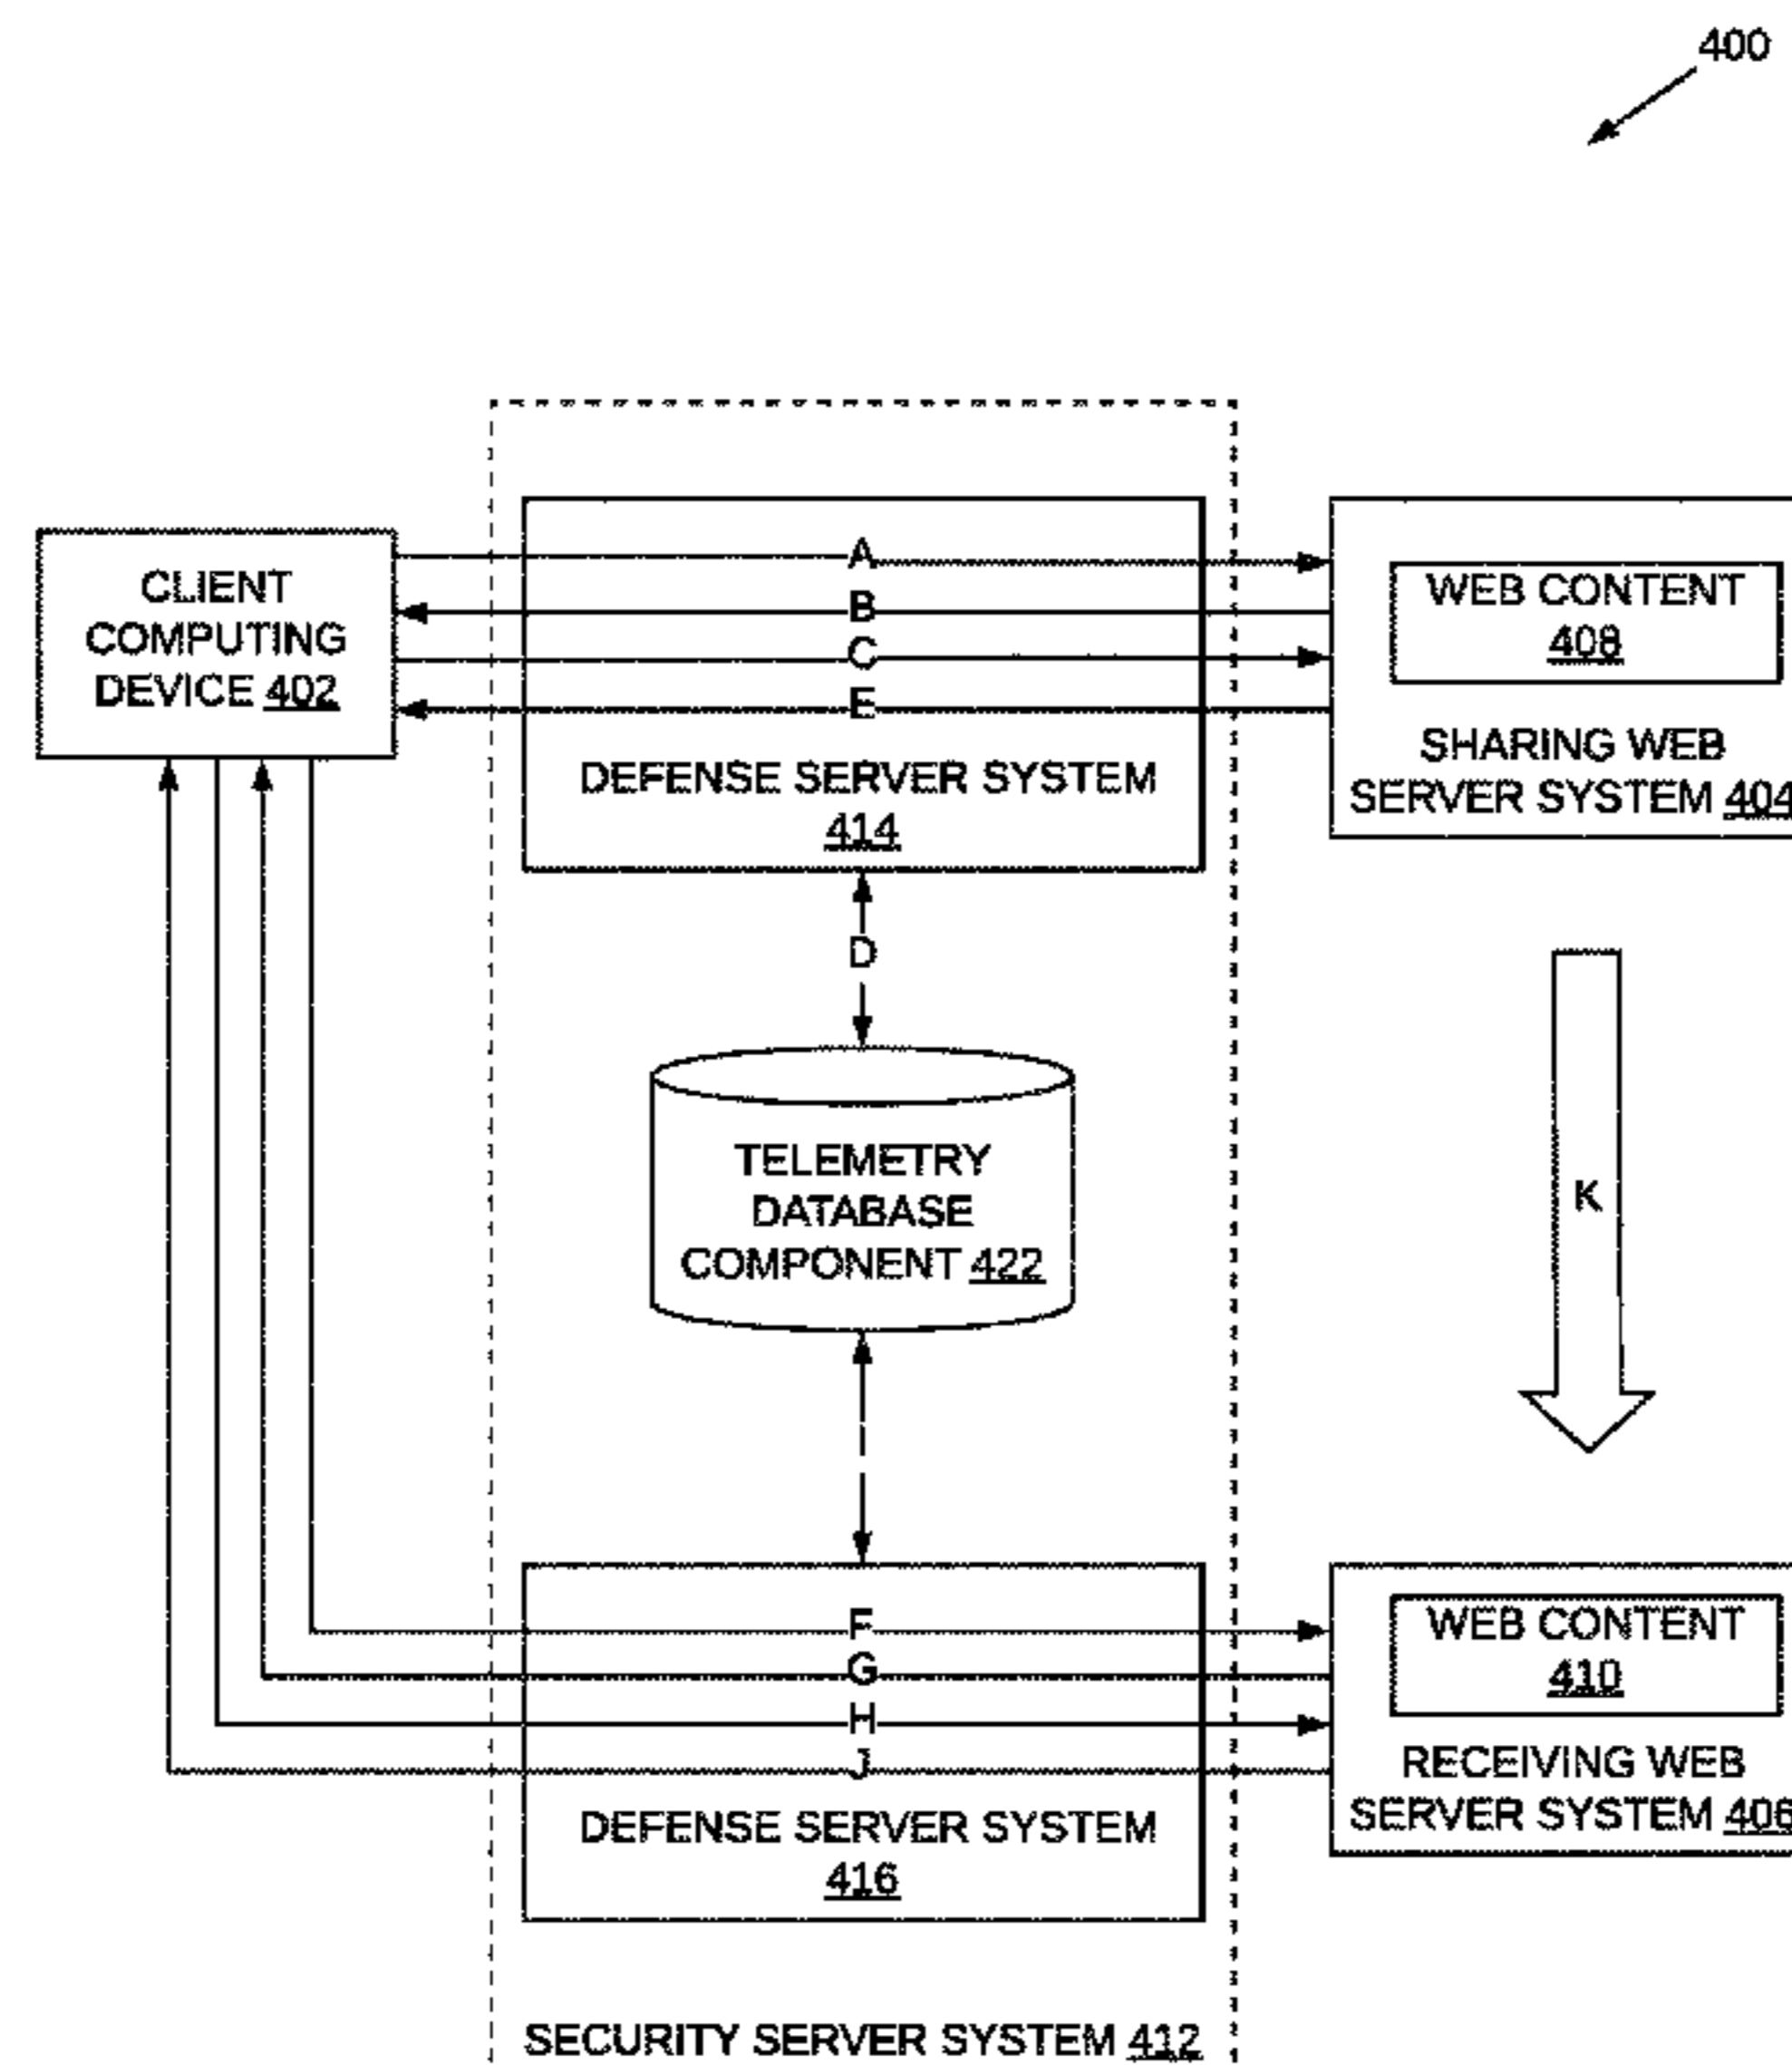 400
CLIENT
COMPUTING
DEVICE 402
A
B
C
E
DEFENSE SERVER SYSTEM
414
WEB CONTENT
408
SHARING WEB
SERVER SYSTEM 404
D
TELEMETRY
DATABASE
COMPONENT 422
K
F
G
H
J
DEFENSE SERVER SYSTEM
416
WEB CONTENT
410
RECEIVING WEB
SERVER SYSTEM 406
SECURITY SERVER SYSTEM 412